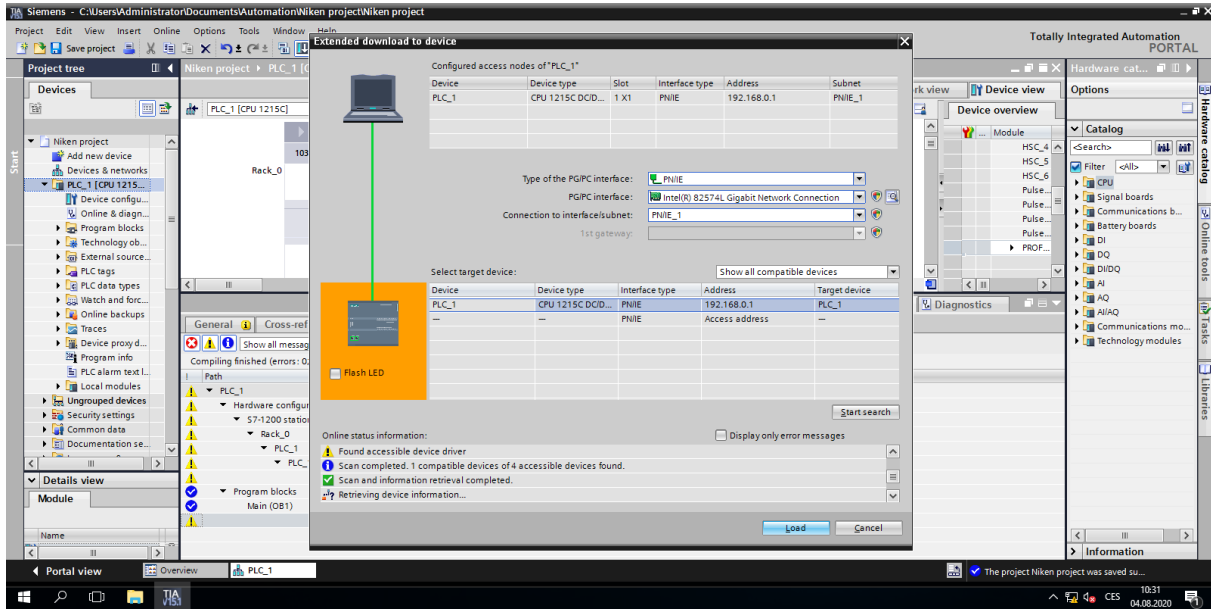 Siemens - C:\Users\Administrator\Documents\Automation\Niken project\Niken project
Project Edit View Insert Online Options Tools Window Help
Totally Integrated Automation
PORTAL
Save project
Project tree
Devices
Niken project
Add new device
Devices & networks
PLC_1 [CPU 1215...
Device configu...
Online & diagn...
Program blocks
Technology ob...
External source...
PLC tags
PLC data types
Watch and forc...
Online backups
Traces
Device proxy d...
Program info
PLC alarm text l...
Local modules
Ungrouped devices
Security settings
Common data
Documentation se...
Details view
Module
Name
Start
Niken project PLC_1 [C
PLC_1 [CPU 1215C]
103
Rack_0
General Cross-ref
Show all messag
Compiling finished (errors: 0;
! Path
PLC_1
Hardware configur
S7-1200 station
Rack_0
PLC_1
PLC_
Program blocks
Main (OB1)
Extended download to device
Configured access nodes of "PLC_1"
Device Device type Slot Interface type Address Subnet
PLC_1 CPU 1215C DC/D... 1 X1 PN/IE 192.168.0.1 PN/IE_1
Type of the PG/PC interface: PN/IE
PG/PC interface: Intel(R) 82574L Gigabit Network Connection
Connection to interface/subnet: PN/IE_1
1st gateway:
Select target device: Show all compatible devices
Device Device type Interface type Address Target device
PLC_1 CPU 1215C DC/D... PN/IE 192.168.0.1 PLC_1
— — PN/IE Access address —
Flash LED
Start search
Online status information: Display only error messages
Found accessible device driver
Scan completed. 1 compatible devices of 4 accessible devices found.
Scan and information retrieval completed.
Retrieving device information...
Load Cancel
rk view Device view
Device overview
... Module
HSC_4
HSC_5
HSC_6
Pulse...
Pulse...
Pulse...
Pulse...
PROF...
Diagnostics
Hardware cat...
Options
Catalog
<Search>
Filter <All>
CPU
Signal boards
Communications b...
Battery boards
DI
DQ
DI/DQ
AI
AQ
AI/AQ
Communications mo...
Technology modules
Information
Hardware catalog
Online tools
Tasks
Libraries
Portal view Overview PLC_1
The project Niken project was saved su...
TIA V15.1
CES 10:31
04.08.2020
1